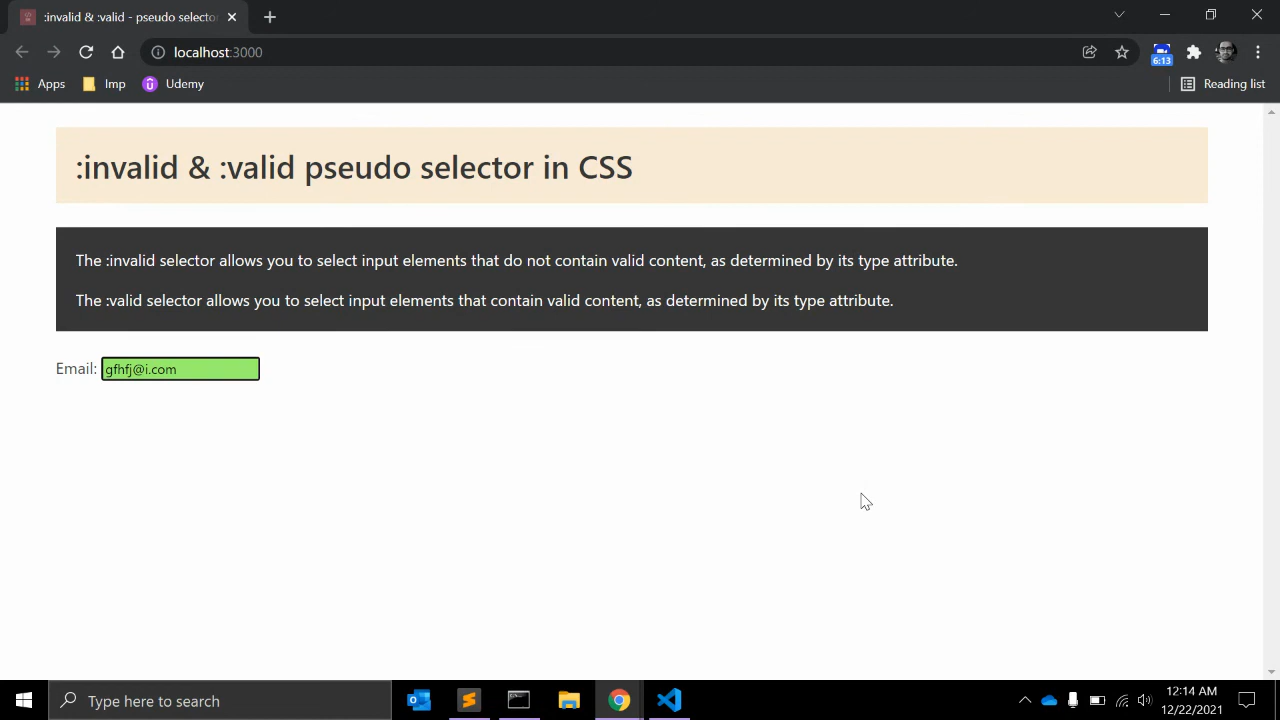 :invalid & :valid - pseudo selector
localhost:3000
6:13
Apps
Imp
Udemy
Reading list
:invalid & :valid pseudo selector in CSS
The :invalid selector allows you to select input elements that do not contain valid content, as determined by its type attribute.
The :valid selector allows you to select input elements that contain valid content, as determined by its type attribute.
Email: gfhfj@i.com
Type here to search
12:14 AM
12/22/2021